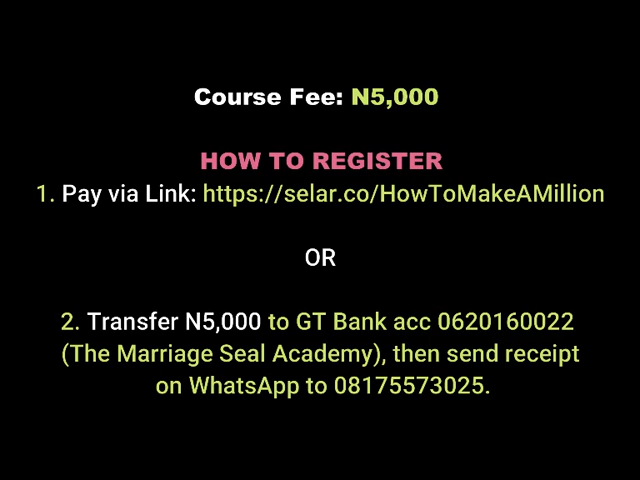 Course Fee: N5,000
HOW TO REGISTER
1. Pay via Link: https://selar.co/HowToMakeAMillion
OR
2. Transfer N5,000 to GT Bank acc 0620160022
(The Marriage Seal Academy), then send receipt
on WhatsApp to 08175573025.